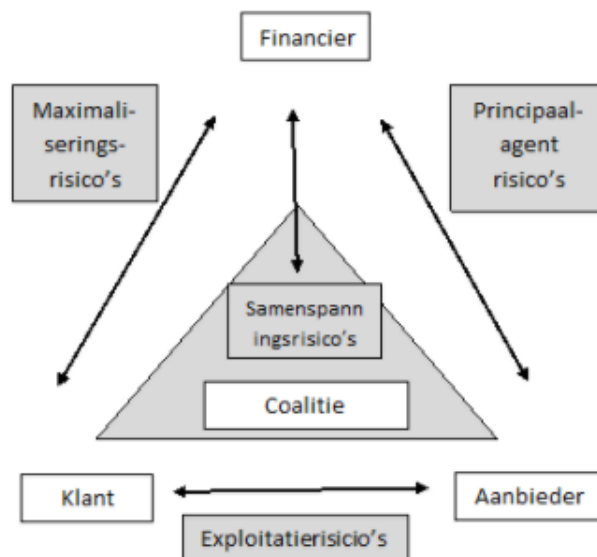 Financier
Maximali-
serings-
risico's
Principaal-
agent
risico's
Samenspann
ingsrisico's
Coalitie
Klant
Aanbieder
Exploitatierisicio's